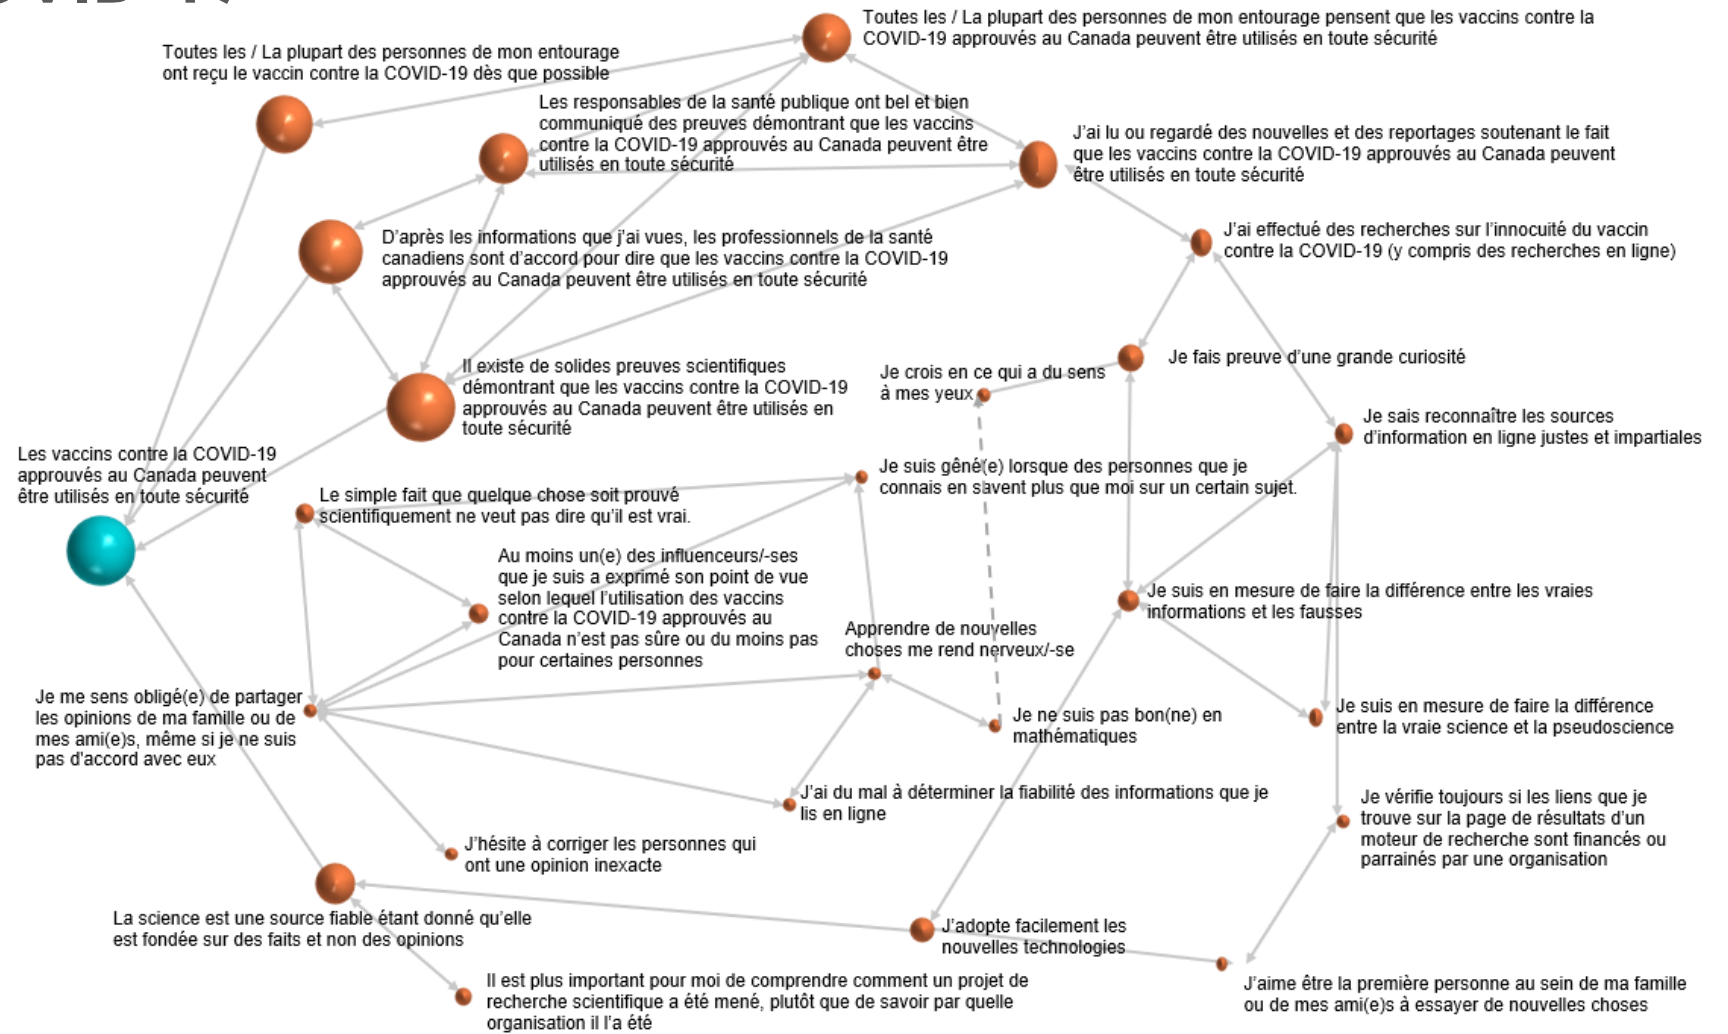 Toutes les / La plupart des personnes de mon entourage pensent que les vaccins contre la
COVID-19 approuvés au Canada peuvent être utilisés en toute sécurité
Toutes les / La plupart des personnes de mon entourage
ont reçu le vaccin contre la COVID-19 dès que possible
Les responsables de la santé publique ont bel et bien
communiqué des preuves démontrant que les vaccins
contre la COVID-19 approuvés au Canada peuvent être
utilisés en toute sécurité
J'ai lu ou regardé des nouvelles et des reportages soutenant le fait
que les vaccins contre la COVID-19 approuvés au Canada peuvent
être utilisés en toute sécurité
D'après les informations que j'ai vues, les professionnels de la santé
canadiens sont d'accord pour dire que les vaccins contre la COVID-19
approuvés au Canada peuvent être utilisés en toute sécurité
J'ai effectué des recherches sur l'innocuité du vaccin
contre la COVID-19 (y compris des recherches en ligne)
Il existe de solides preuves scientifiques
démontrant que les vaccins contre la COVID-19
approuvés au Canada peuvent être utilisés en
toute sécurité
Je crois en ce qui a du sens
à mes yeux
Je fais preuve d'une grande curiosité
Je sais reconnaître les sources
d'information en ligne justes et impartiales
Les vaccins contre la COVID-19
approuvés au Canada peuvent
être utilisés en toute sécurité
Le simple fait que quelque chose soit prouvé
scientifiquement ne veut pas dire qu'il est vrai.
Je suis gêné(e) lorsque des personnes que je
connais en savent plus que moi sur un certain sujet.
Au moins un(e) des influenceurs/-ses
que je suis a exprimé son point de vue
selon lequel l'utilisation des vaccins
contre la COVID-19 approuvés au
Canada n'est pas sûre ou du moins pas
pour certaines personnes
Je suis en mesure de faire la différence entre les vraies
informations et les fausses
Apprendre de nouvelles
choses me rend nerveux/-se
Je me sens obligé(e) de partager
les opinions de ma famille ou de
mes ami(e)s, même si je ne suis
pas d'accord avec eux
Je ne suis pas bon(ne) en
mathématiques
Je suis en mesure de faire la différence
entre la vraie science et la pseudoscience
J'ai du mal à déterminer la fiabilité des informations que je
lis en ligne
Je vérifie toujours si les liens que je
trouve sur la page de résultats d'un
moteur de recherche sont financés ou
parrainés par une organisation
J'hésite à corriger les personnes qui
ont une opinion inexacte
La science est une source fiable étant donné qu'elle
est fondée sur des faits et non des opinions
J'adopte facilement les
nouvelles technologies
Il est plus important pour moi de comprendre comment un projet de
recherche scientifique a été mené, plutôt que de savoir par quelle
organisation il l'a été
J'aime être la première personne au sein de ma famille
ou de mes ami(e)s à essayer de nouvelles choses